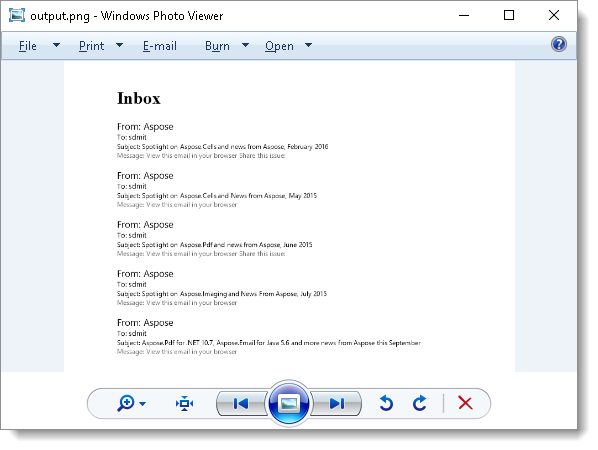 output.png - Windows Photo Viewer
File Print E-mail Burn Open
Inbox
From: Aspose
To: sdmit
Subject: Spotlight on Aspose.Cells and news from Aspose, February 2016
Message: View this email in your browser Share this issue:
From: Aspose
To: sdmit
Subject: Spotlight on Aspose.Cells and News from Aspose, May 2015
Message: View this email in your browser
From: Aspose
To: sdmit
Subject: Spotlight on Aspose.Pdf and news from Aspose, June 2015
Message: View this email in your browser Share this issue:
From: Aspose
To: sdmit
Subject: Spotlight on Aspose.Imaging and News From Aspose, July 2015
Message: View this email in your browser
From: Aspose
To: sdmit
Subject: Aspose.Pdf for .NET 10.7, Aspose.Email for Java 5.6 and more news from Aspose this September
Message: View this email in your browser